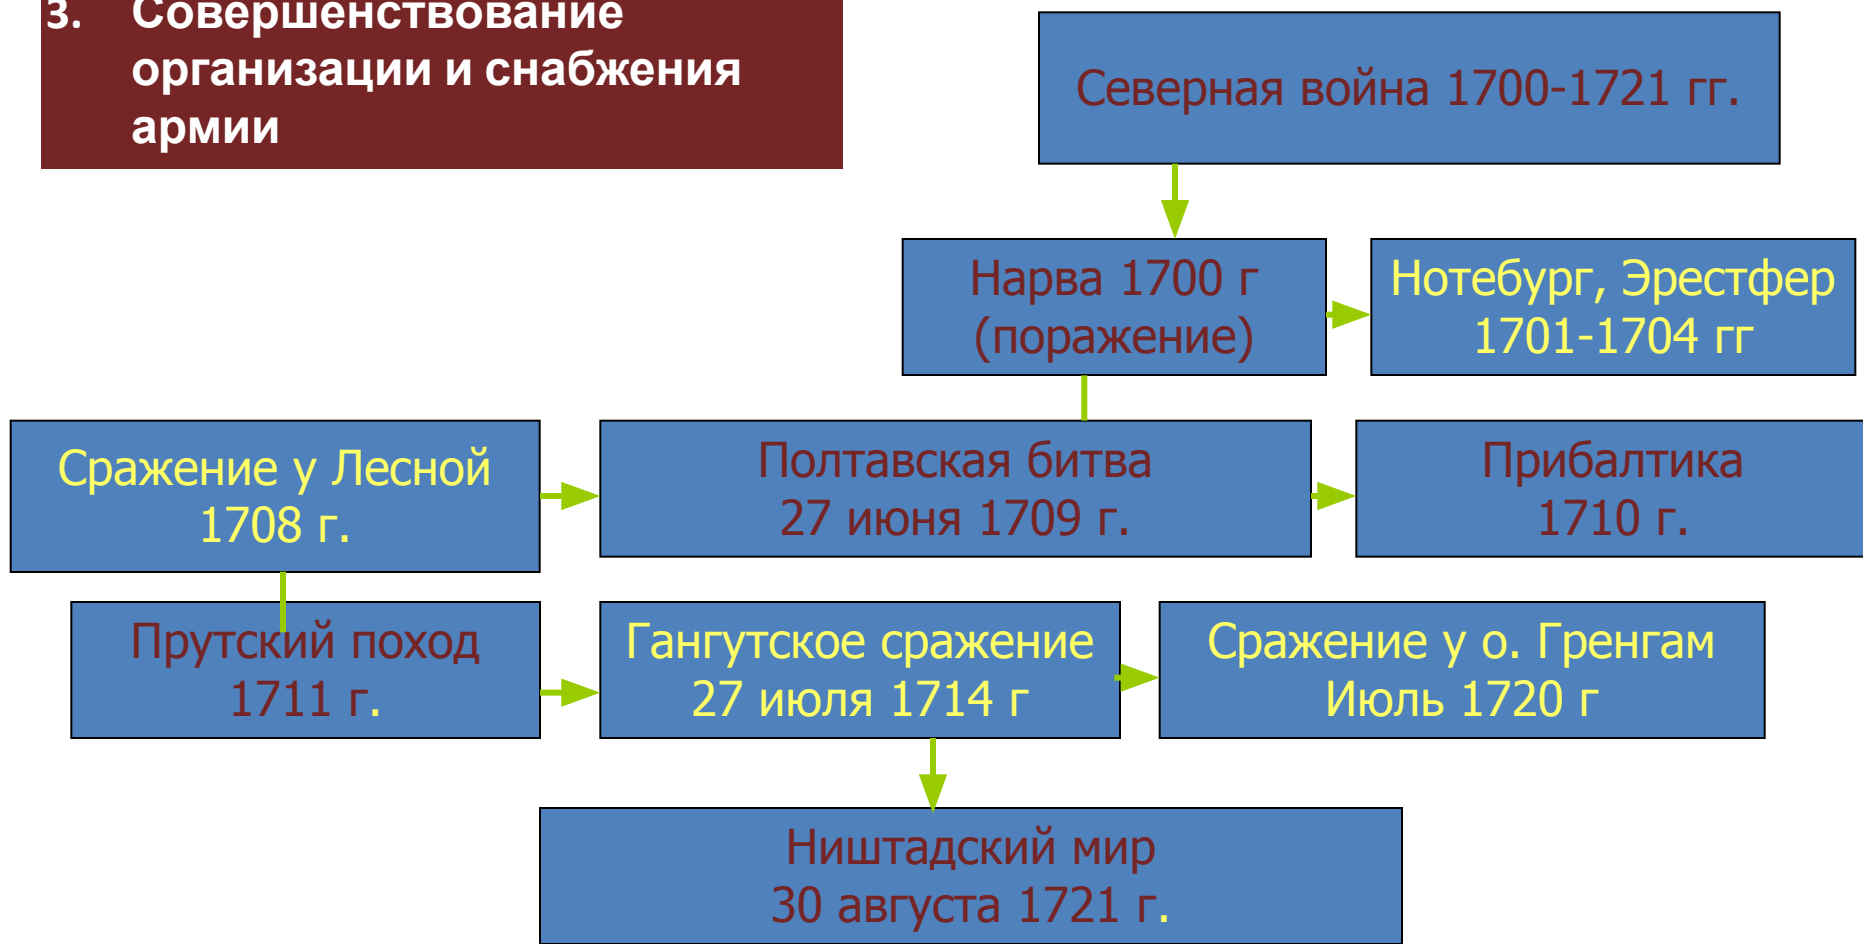 3. Совершенствование
организации и снабжения
армии
Северная война 1700-1721 гг.
Нарва 1700 г
(поражение)
Нотебург, Эрестфер
1701-1704 гг
Сражение у Лесной
1708 г.
Полтавская битва
27 июня 1709 г.
Прибалтика
1710 г.
Прутский поход
1711 г.
Гангутское сражение
27 июля 1714 г
Сражение у о. Гренгам
Июль 1720 г
Ништадский мир
30 августа 1721 г.